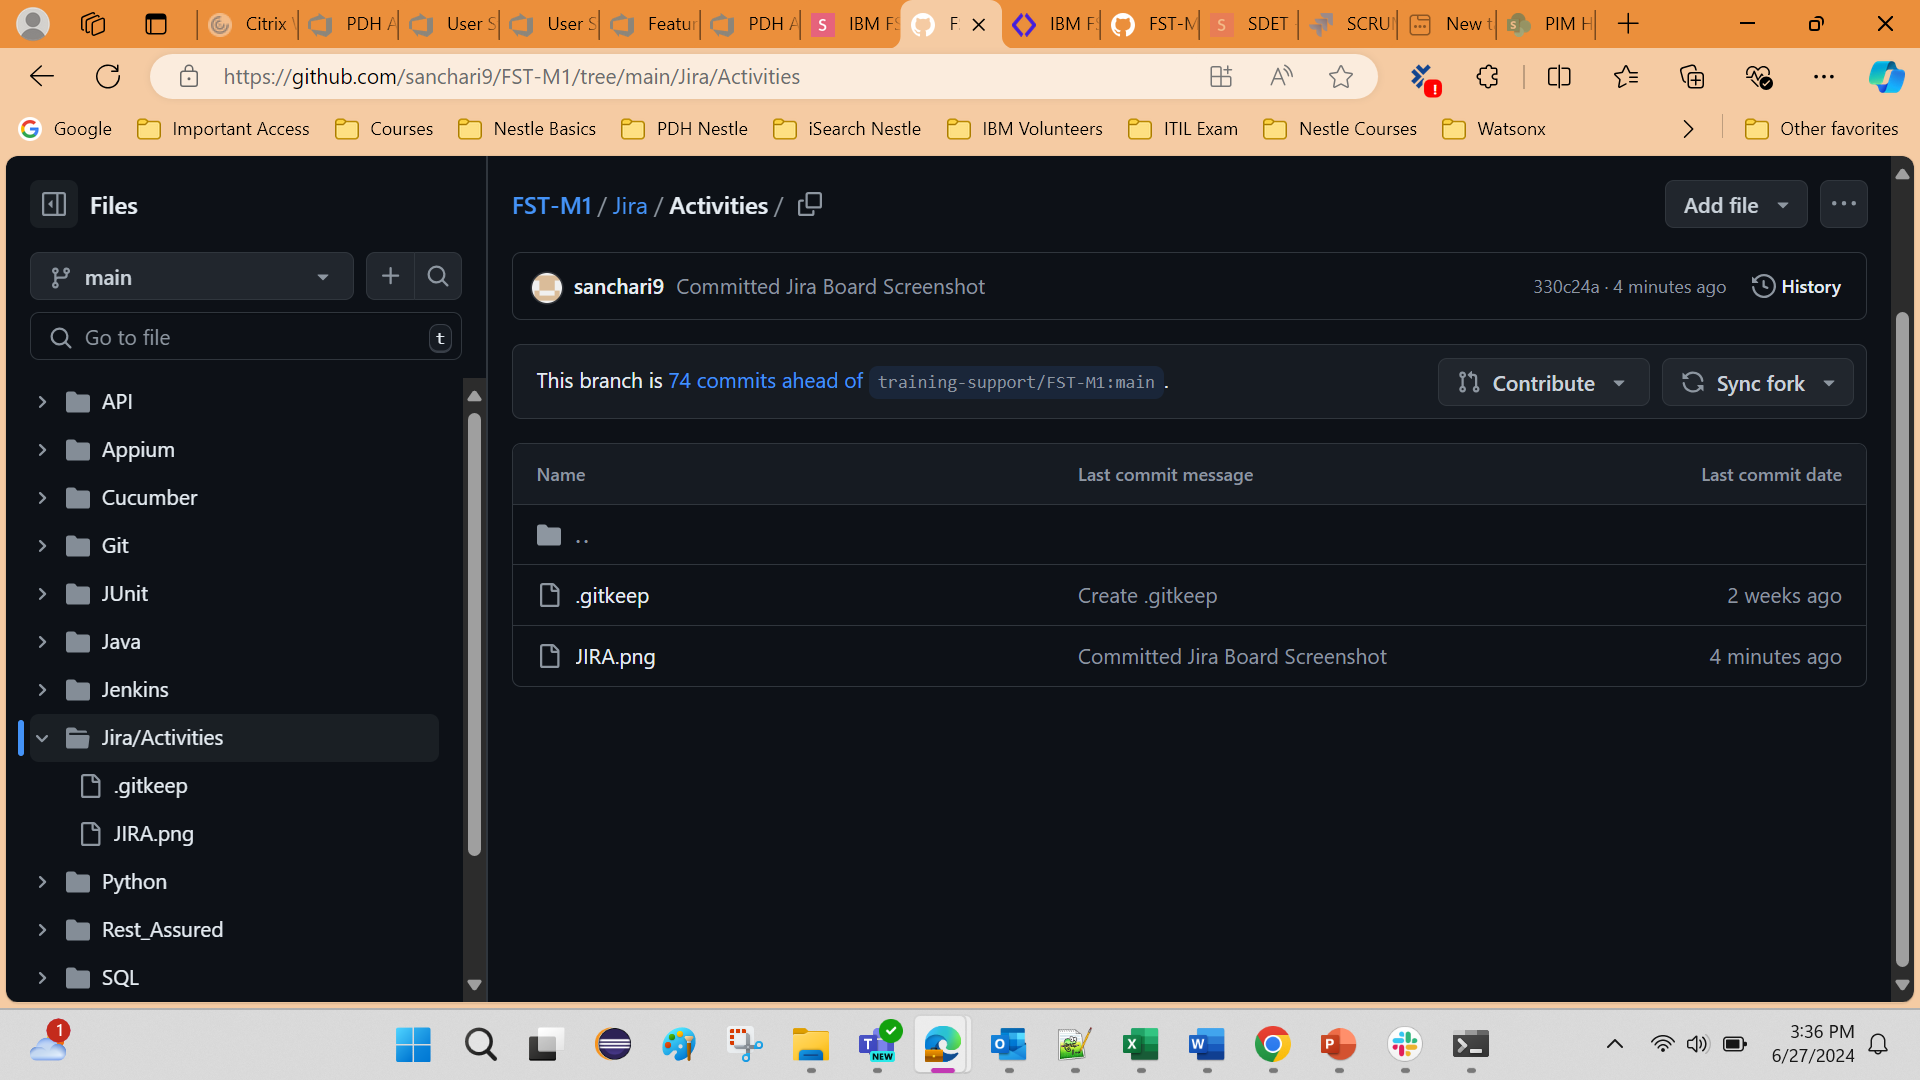 Citrix
PDH A
User S
User S
Featur
PDH A
IBM FS
F
IBM FS
FST-M
SDET
SCRUM
New t
PIM H
https://github.com/sanchari9/FST-M1/tree/main/Jira/Activities
Google
Important Access
Courses
Nestle Basics
PDH Nestle
iSearch Nestle
IBM Volunteers
ITIL Exam
Nestle Courses
Watsonx
Other favorites
Files
main
Go to file
t
API
Appium
Cucumber
Git
JUnit
Java
Jenkins
Jira/Activities
.gitkeep
JIRA.png
Python
Rest_Assured
SQL
FST-M1 / Jira / Activities /
Add file
sanchari9 Committed Jira Board Screenshot
330c24a · 4 minutes ago
History
This branch is 74 commits ahead of training-support/FST-M1:main .
Contribute
Sync fork
Name Last commit message Last commit date
..
.gitkeep Create .gitkeep 2 weeks ago
JIRA.png Committed Jira Board Screenshot 4 minutes ago
1
NEW
3:36 PM
6/27/2024